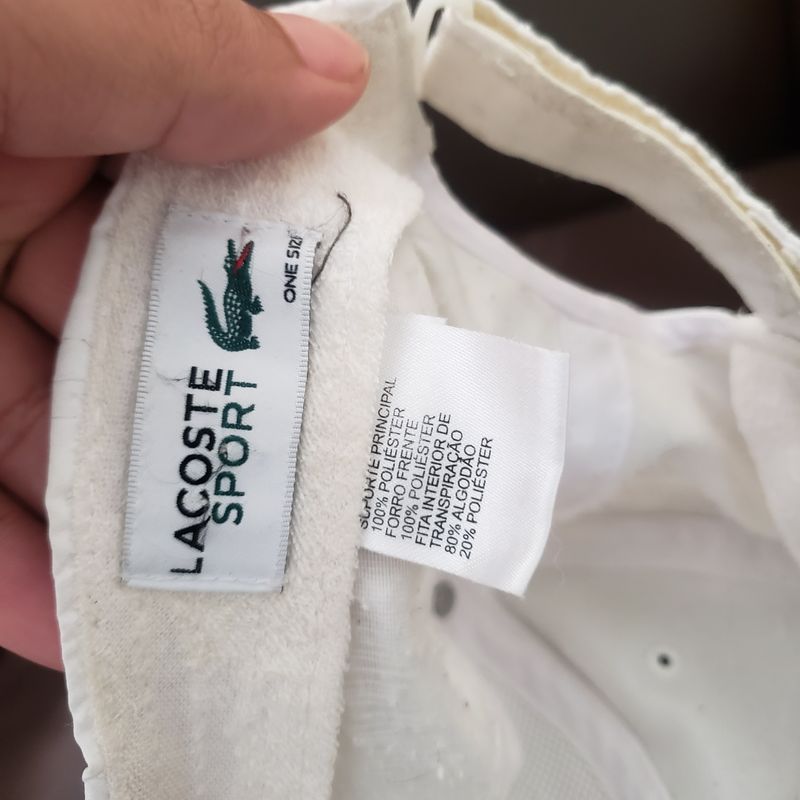 LACOSTE
SPORT
ONE SIZE
SUPORTE PRINCIPAL
100% POLIÉSTER
FORRO FRENTE
100% POLIÉSTER
FITA INTERIOR DE
TRANSPIRAÇÃO
80% ALGODÃO
20% POLIÉSTER